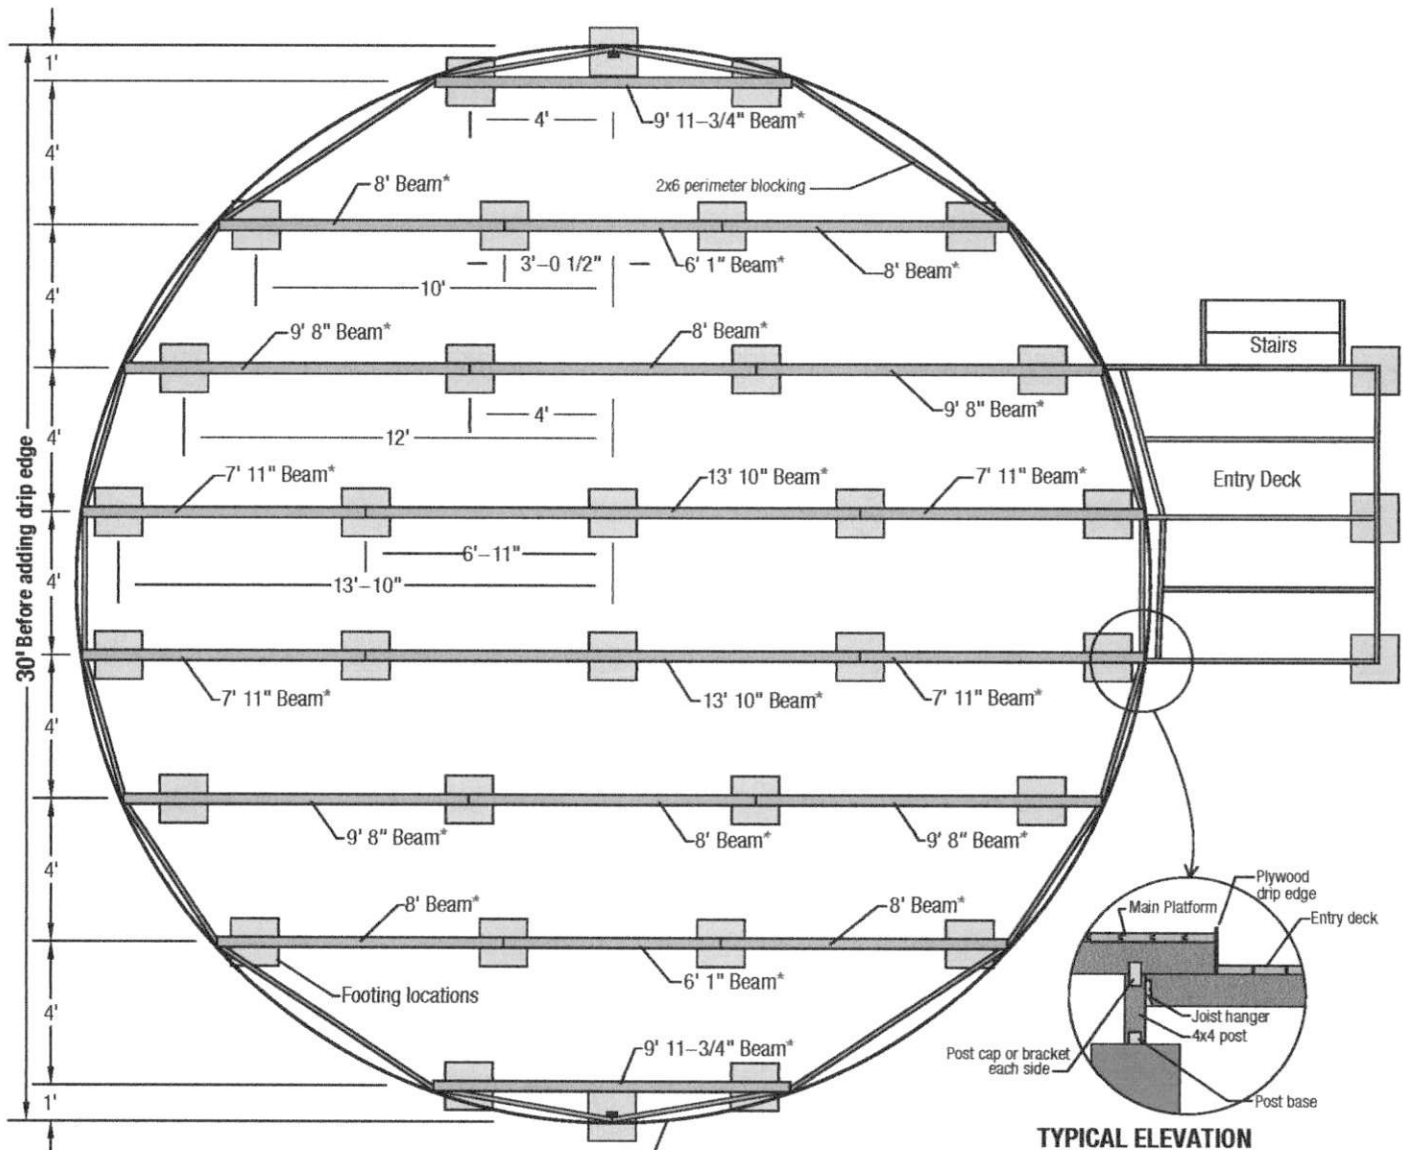 1'
4'
9' 11–3/4" Beam*
4'
8' Beam*
2x6 perimeter blocking
3'–0 1/2"
6' 1" Beam*
8' Beam*
10'
4'
9' 8" Beam*
8' Beam*
Stairs
4'
9' 8" Beam*
12'
4'
7' 11" Beam*
13' 10" Beam*
7' 11" Beam*
Entry Deck
6'–11"
13'–10"
4'
30' Before adding drip edge
7' 11" Beam*
13' 10" Beam*
7' 11" Beam*
4'
9' 8" Beam*
8' Beam*
9' 8" Beam*
4'
8' Beam*
8' Beam*
6' 1" Beam*
Footing locations
4'
9' 11–3/4" Beam*
1'
Plywood
drip edge
Main Platform
Entry deck
Joist hanger
4x4 post
Post cap or bracket
each side
Post base
TYPICAL ELEVATION